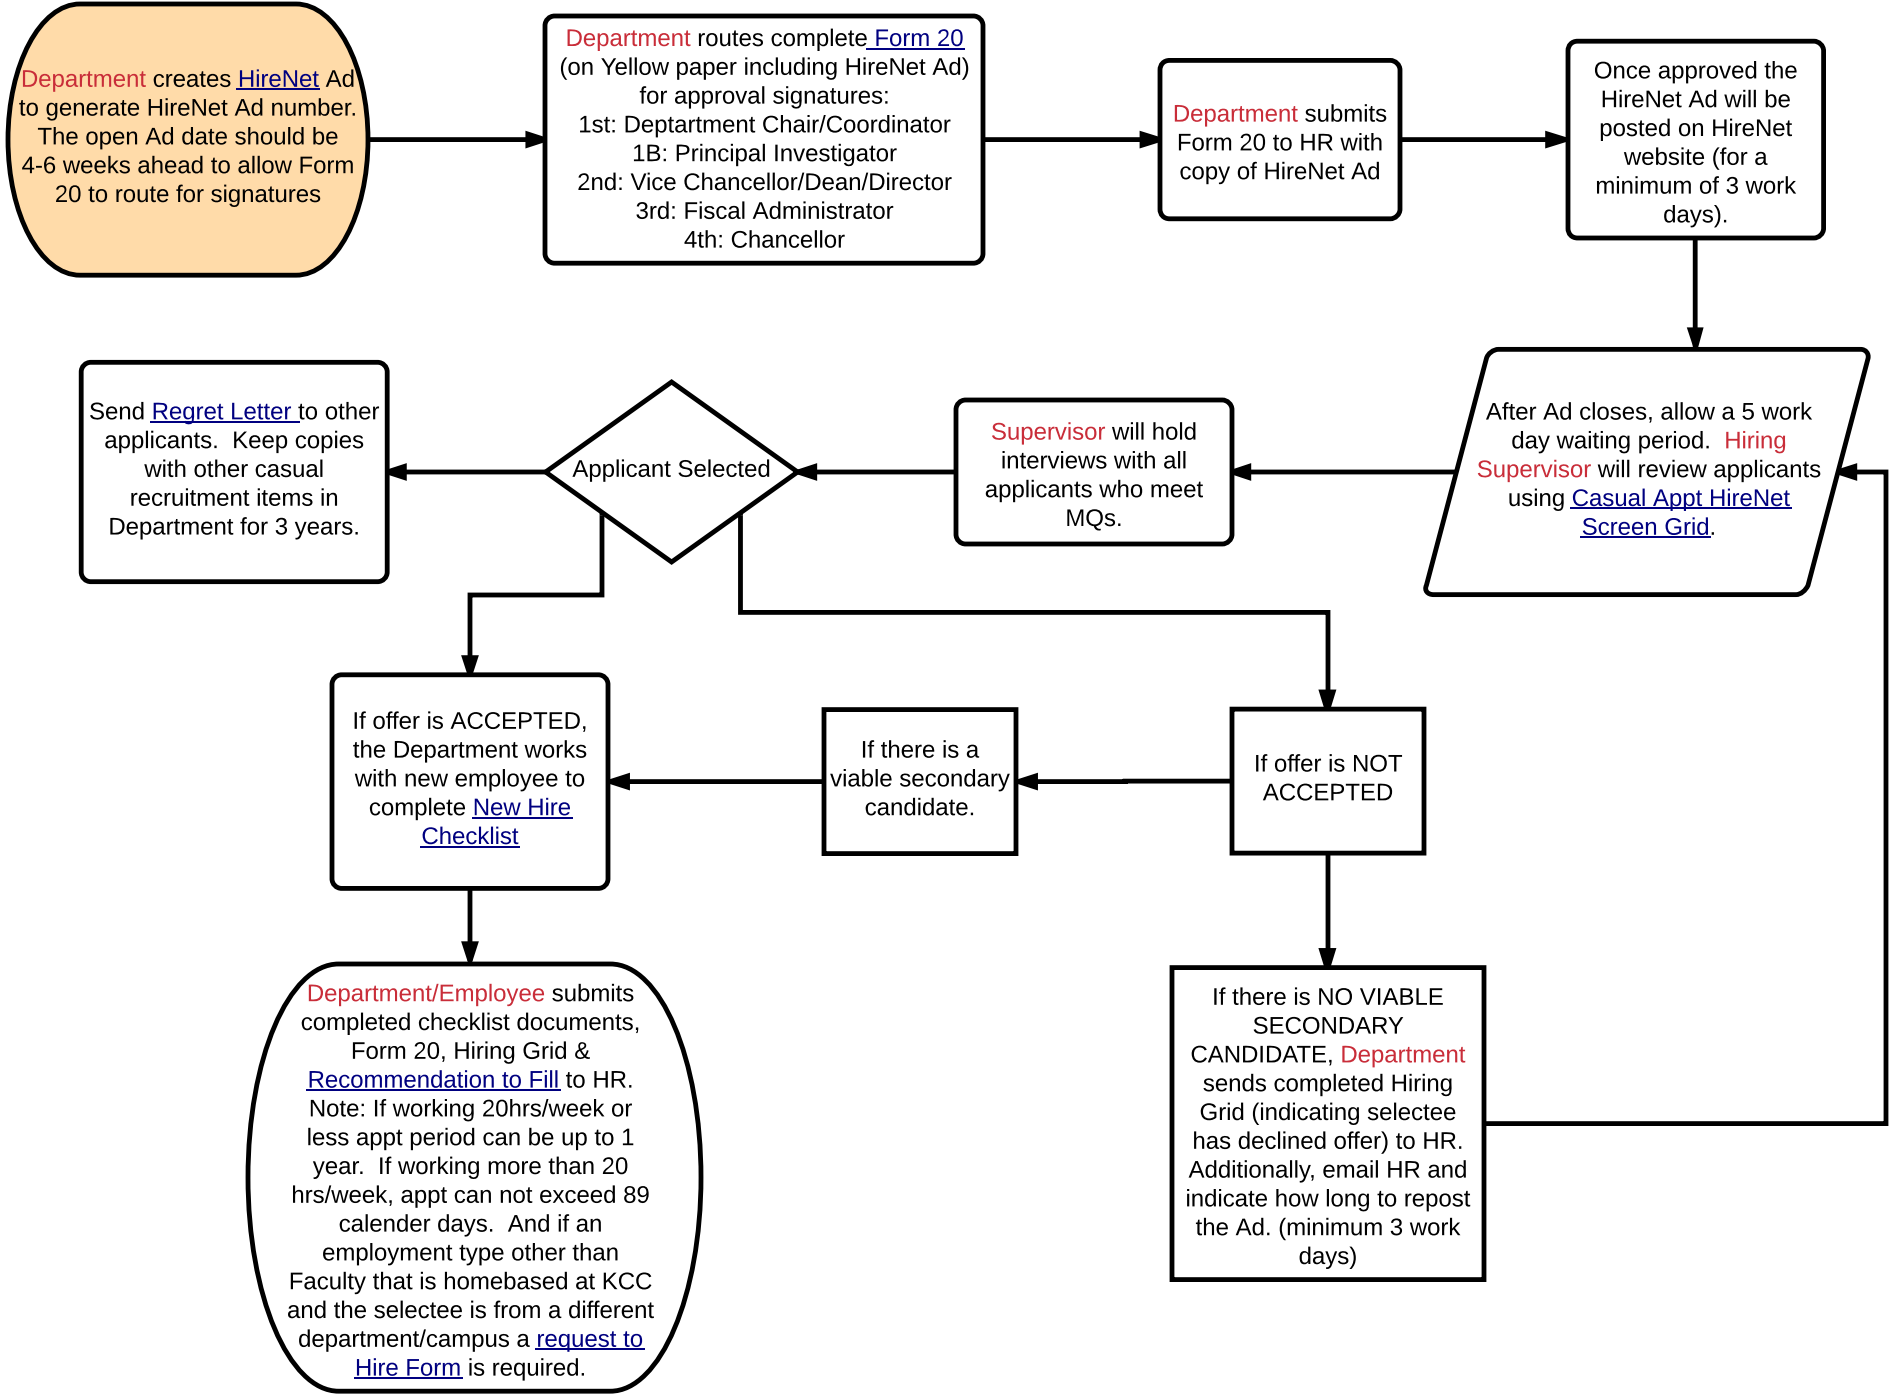 Department creates HireNet Ad
to generate HireNet Ad number.
The open Ad date should be
4-6 weeks ahead to allow Form
20 to route for signatures
Department routes complete Form 20
(on Yellow paper including HireNet Ad)
for approval signatures:
1st: Deptartment Chair/Coordinator
1B: Principal Investigator
2nd: Vice Chancellor/Dean/Director
3rd: Fiscal Administrator
4th: Chancellor
Department submits
Form 20 to HR with
copy of HireNet Ad
Once approved the
HireNet Ad will be
posted on HireNet
website (for a
minimum of 3 work
days).
After Ad closes, allow a 5 work
day waiting period.  Hiring
Supervisor will review applicants
using Casual Appt HireNet
Screen Grid.
Supervisor will hold
interviews with all
applicants who meet
MQs.
Applicant Selected
Send Regret Letter to other
applicants.  Keep copies
with other casual
recruitment items in
Department for 3 years.
If offer is ACCEPTED,
the Department works
with new employee to
complete New Hire
Checklist
If there is a
viable secondary
candidate.
If offer is NOT
ACCEPTED
Department/Employee submits
completed checklist documents,
Form 20, Hiring Grid &
Recommendation to Fill to HR.
Note: If working 20hrs/week or
less appt period can be up to 1
year.  If working more than 20
hrs/week, appt can not exceed 89
calender days.  And if an
employment type other than
Faculty that is homebased at KCC
and the selectee is from a different
department/campus a request to
Hire Form is required.
If there is NO VIABLE
SECONDARY
CANDIDATE, Department
sends completed Hiring
Grid (indicating selectee
has declined offer) to HR.
Additionally, email HR and
indicate how long to repost
the Ad. (minimum 3 work
days)